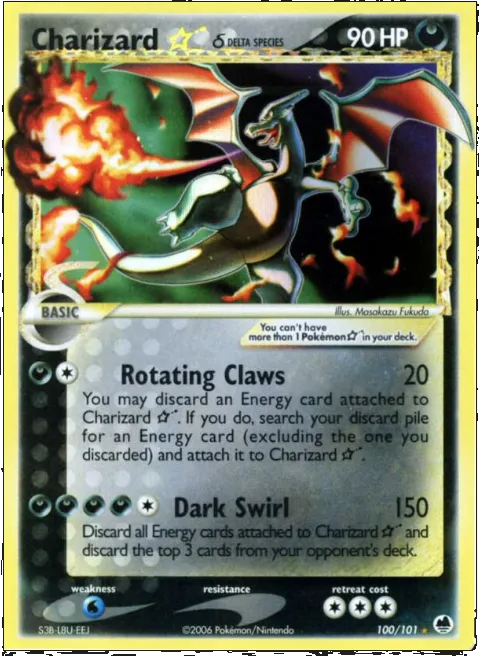 Charizard ☆ δ DELTA SPECIES 90 HP
BASIC
Illus. Masakazu Fukuda
You can't have
more than 1 Pokémon ☆ in your deck.
Rotating Claws 20
You may discard an Energy card attached to
Charizard ☆. If you do, search your discard pile
for an Energy card (excluding the one you
discarded) and attach it to Charizard ☆.
Dark Swirl 150
Discard all Energy cards attached to Charizard ☆ and
discard the top 3 cards from your opponent's deck.
weakness resistance retreat cost
S3B-L8U-EEJ ©2006 Pokémon/Nintendo 100/101 ★